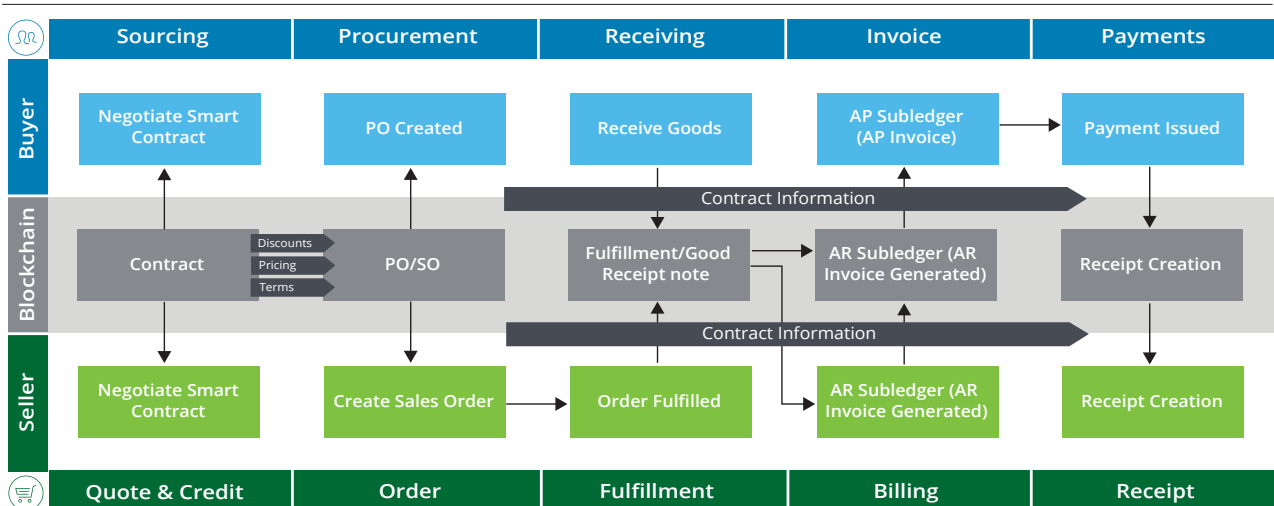 Sourcing
Procurement
Receiving
Invoice
Payments
Buyer
Negotiate Smart
Contract
PO Created
Receive Goods
AP Subledger
(AP Invoice)
Payment Issued
Contract Information
Blockchain
Contract
Discounts
Pricing
Terms
PO/SO
Fulfillment/Good
Receipt note
AR Subledger (AR
Invoice Generated)
Receipt Creation
Contract Information
Seller
Negotiate Smart
Contract
Create Sales Order
Order Fulfilled
AR Subledger (AR
Invoice Generated)
Receipt Creation
Quote & Credit
Order
Fulfillment
Billing
Receipt